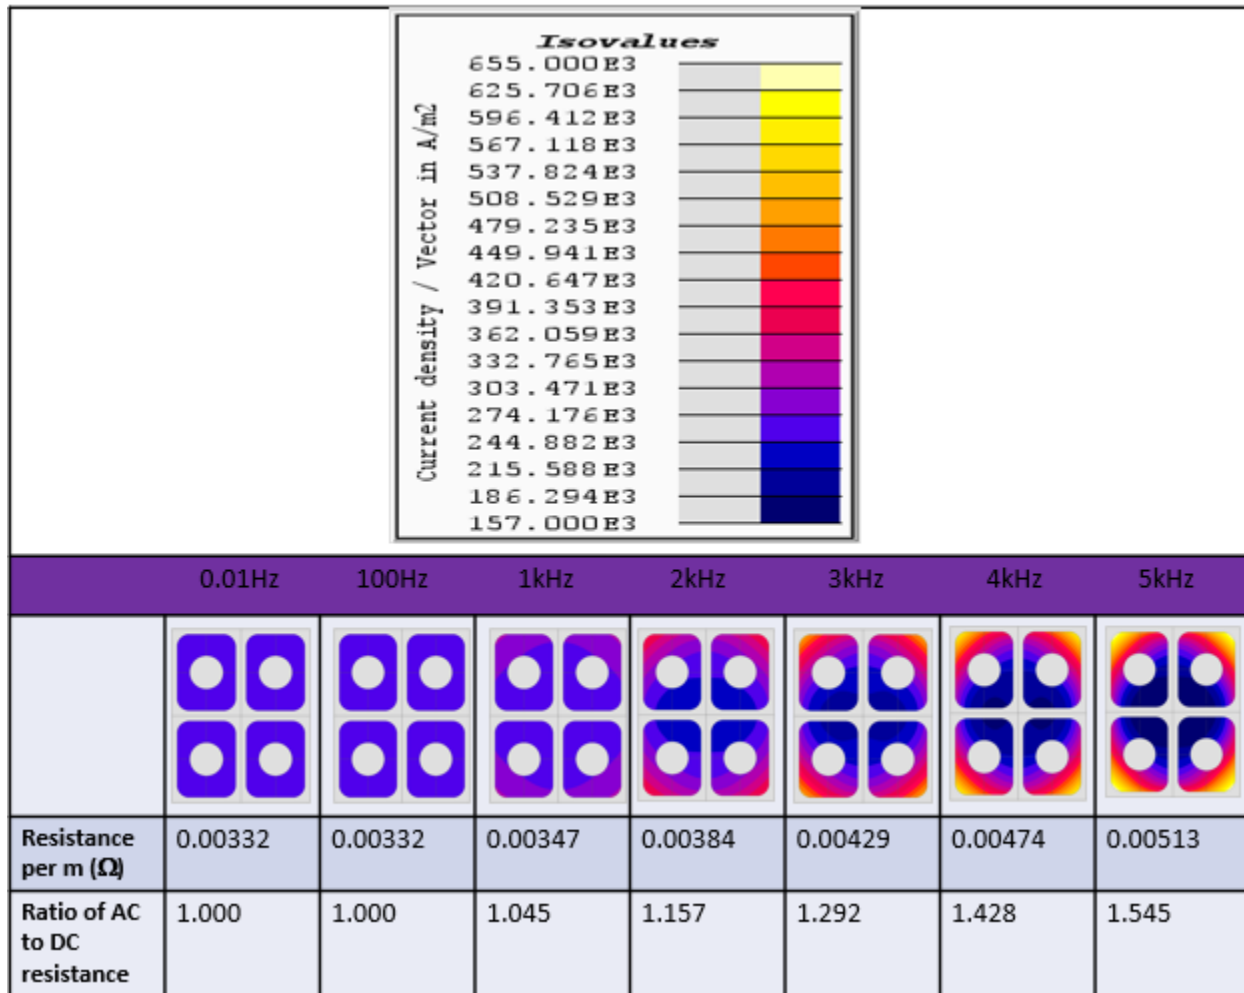 Isovalues
Current density / Vector in A/m2
655.000E3
625.706E3
596.412E3
567.118E3
537.824E3
508.529E3
479.235E3
449.941E3
420.647E3
391.353E3
362.059E3
332.765E3
303.471E3
274.176E3
244.882E3
215.588E3
186.294E3
157.000E3
0.01Hz 100Hz 1kHz 2kHz 3kHz 4kHz 5kHz
Resistance
per m (Ω)
0.00332 0.00332 0.00347 0.00384 0.00429 0.00474 0.00513
Ratio of AC
to DC
resistance
1.000 1.000 1.045 1.157 1.292 1.428 1.545